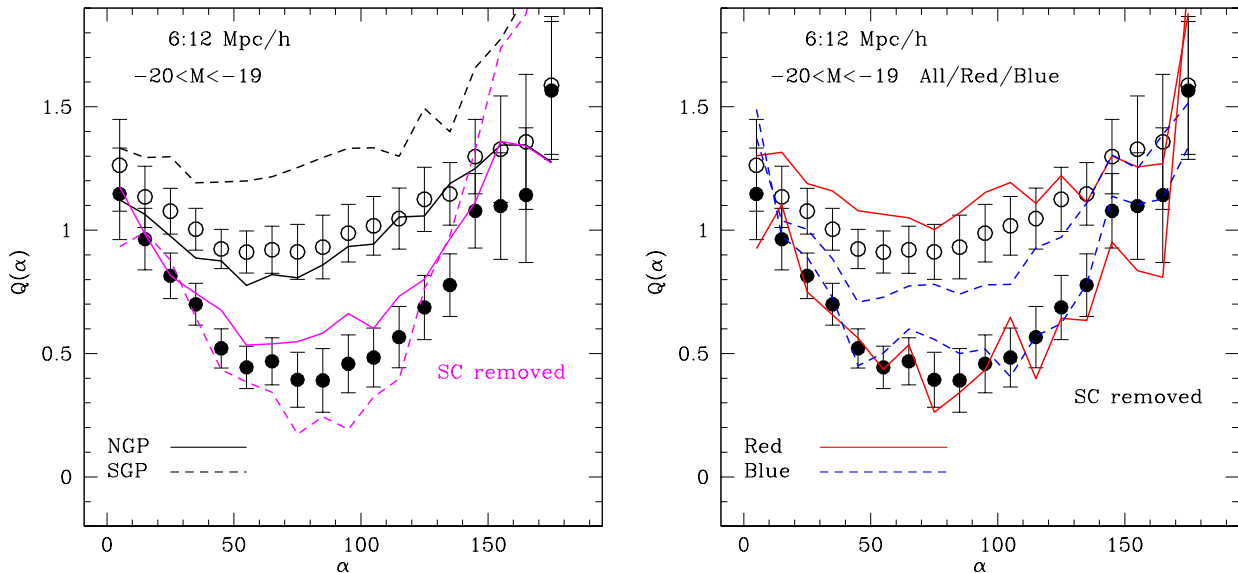 6:12 Mpc/h
-20<M<-19
SC removed
NGP
SGP
Q(α)
1.5
1
0.5
0
0
50
100
150
α
6:12 Mpc/h
-20<M<-19 All/Red/Blue
SC removed
Red
Blue
Q(α)
1.5
1
0.5
0
0
50
100
150
α